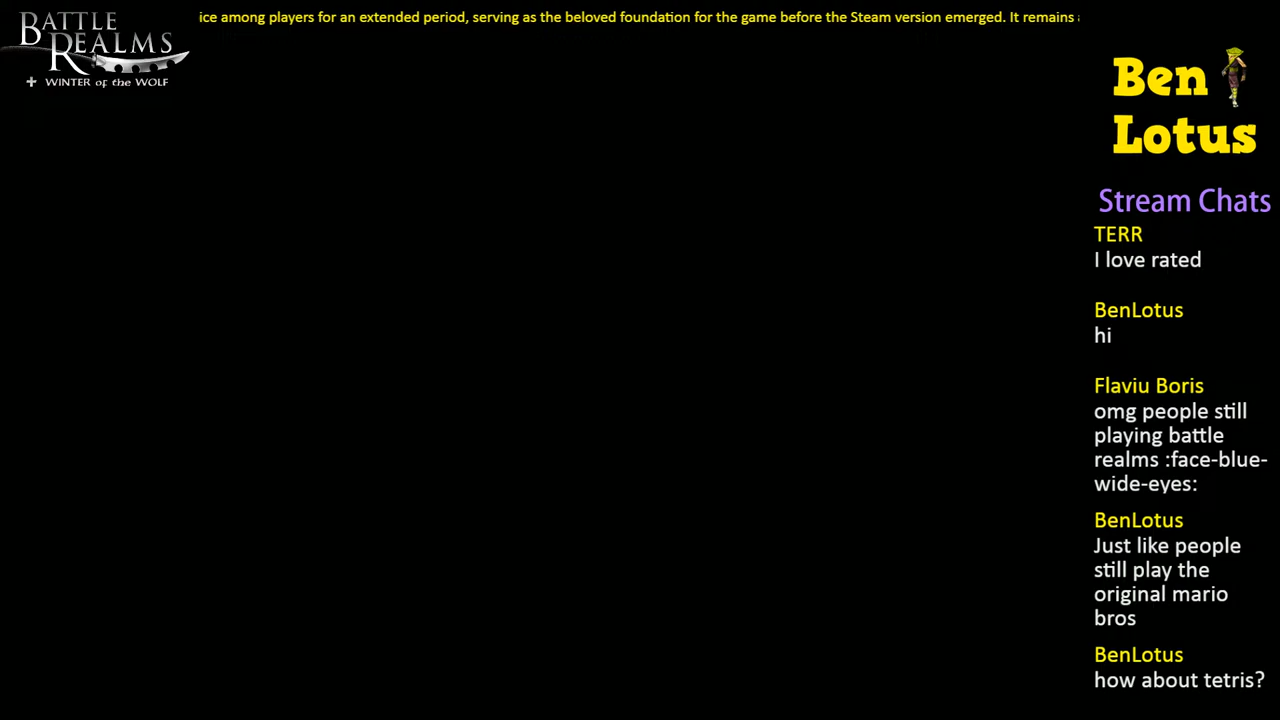 BATTLE
REALMS
+ WINTER of the WOLF
ice among players for an extended period, serving as the beloved foundation for the game before the Steam version emerged. It remains
Ben
Lotus
Stream Chats
TERR
I love rated
BenLotus
hi
Flaviu Boris
omg people still
playing battle
realms :face-blue-
wide-eyes:
BenLotus
Just like people
still play the
original mario
bros
BenLotus
how about tetris?